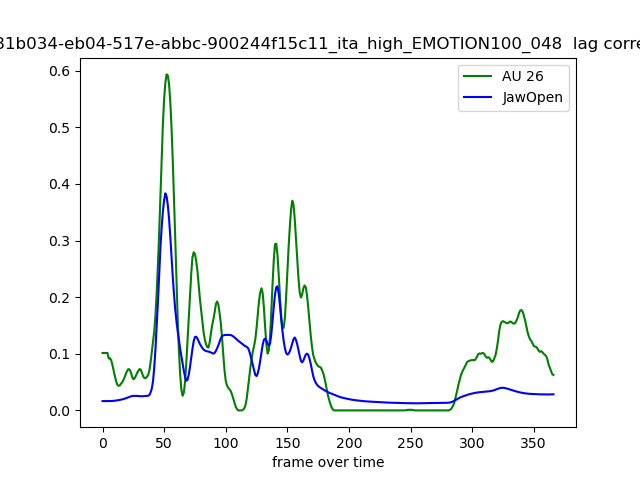 31b034-eb04-517e-abbc-900244f15c11_ita_high_EMOTION100_048 lag corre
AU 26
JawOpen
0.6
0.5
0.4
0.3
0.2
0.1
0.0
0 50 100 150 200 250 300 350
frame over time